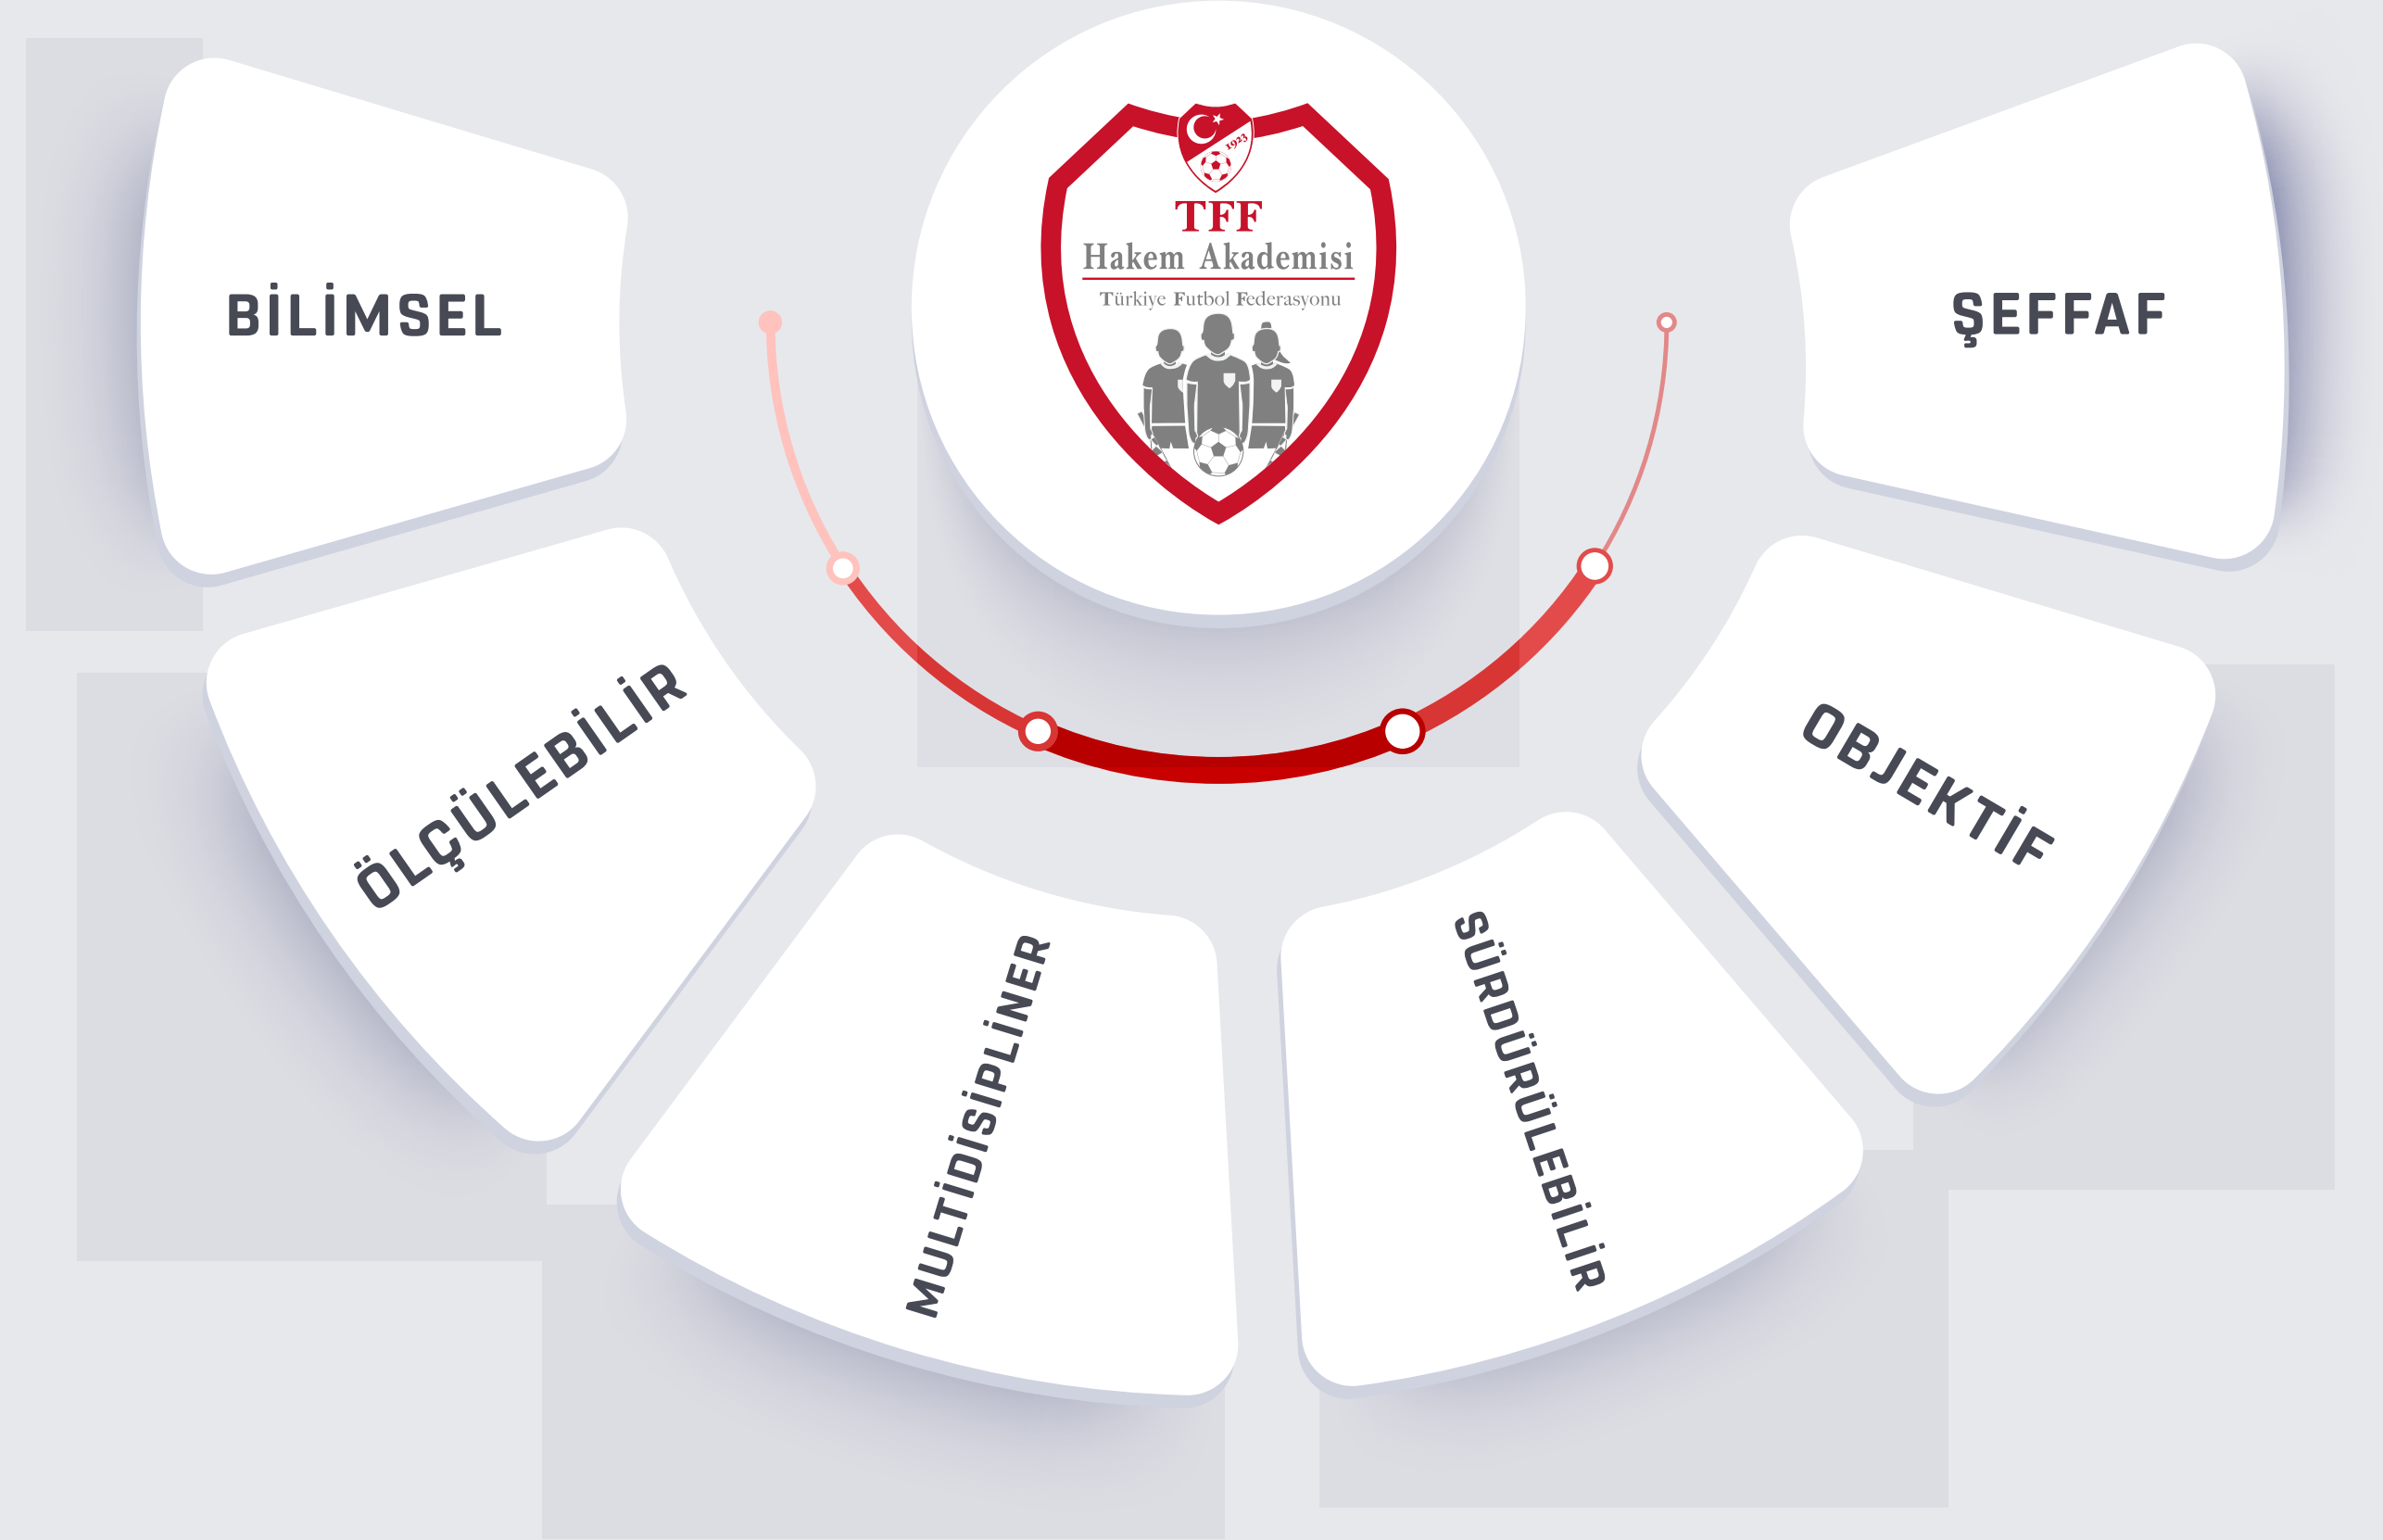 1923
TFF
Hakem Akademisi
Türkiye Futbol Federasyonu
BİLİMSEL
ÖLÇÜLEBİLİR
MULTİDİSİPLİNER
SÜRDÜRÜLEBİLİR
OBJEKTİF
ŞEFFAF